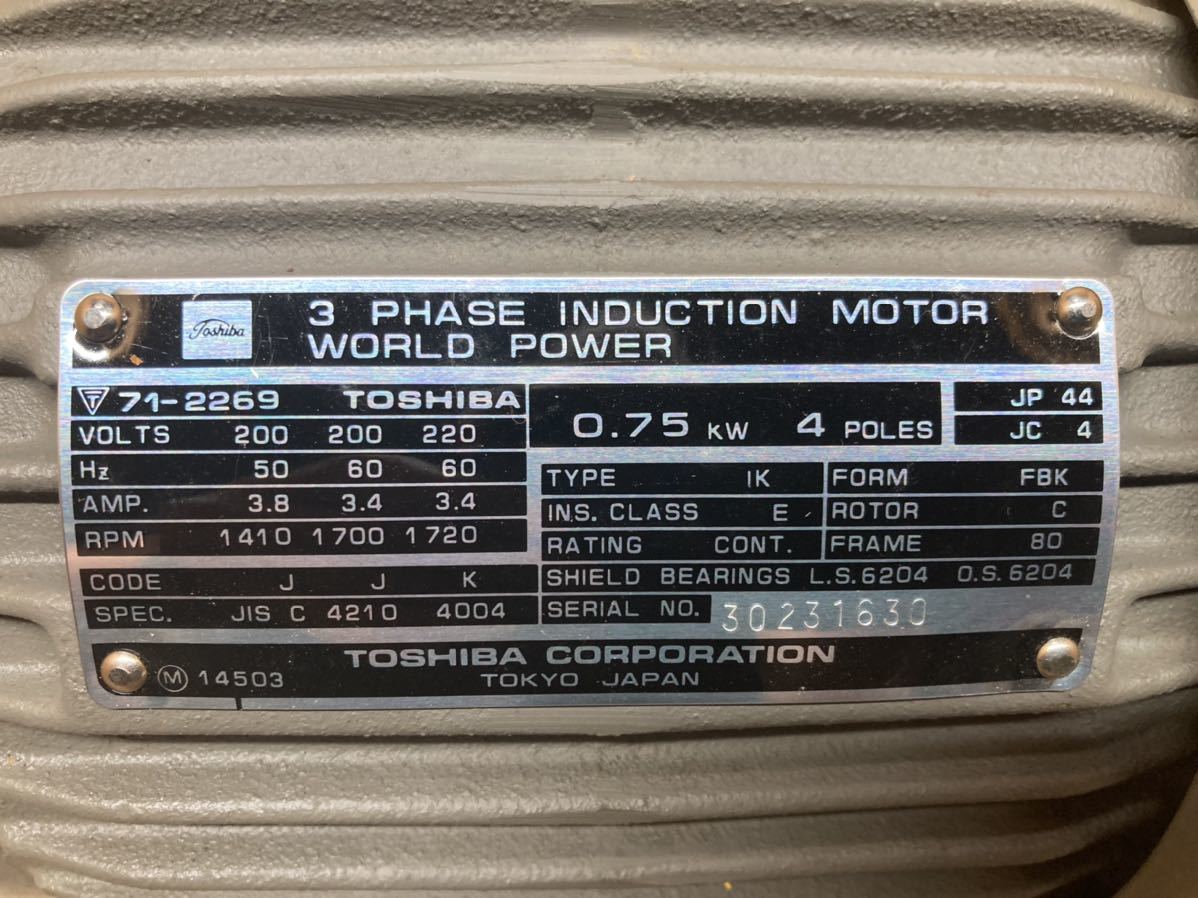 Toshiba
3 PHASE INDUCTION MOTOR
WORLD POWER
T 71-2269 TOSHIBA
VOLTS 200 200 220
Hz 50 60 60
AMP. 3.8 3.4 3.4
RPM 1410 1700 1720
CODE J J K
SPEC. JIS C 4210 4004
0.75 KW 4 POLES
JP 44
JC 4
TYPE IK FORM FBK
INS. CLASS E ROTOR C
RATING CONT. FRAME 80
SHIELD BEARINGS L.S.6204 O.S.6204
SERIAL NO. 30231630
TOSHIBA CORPORATION
TOKYO JAPAN
M 14503